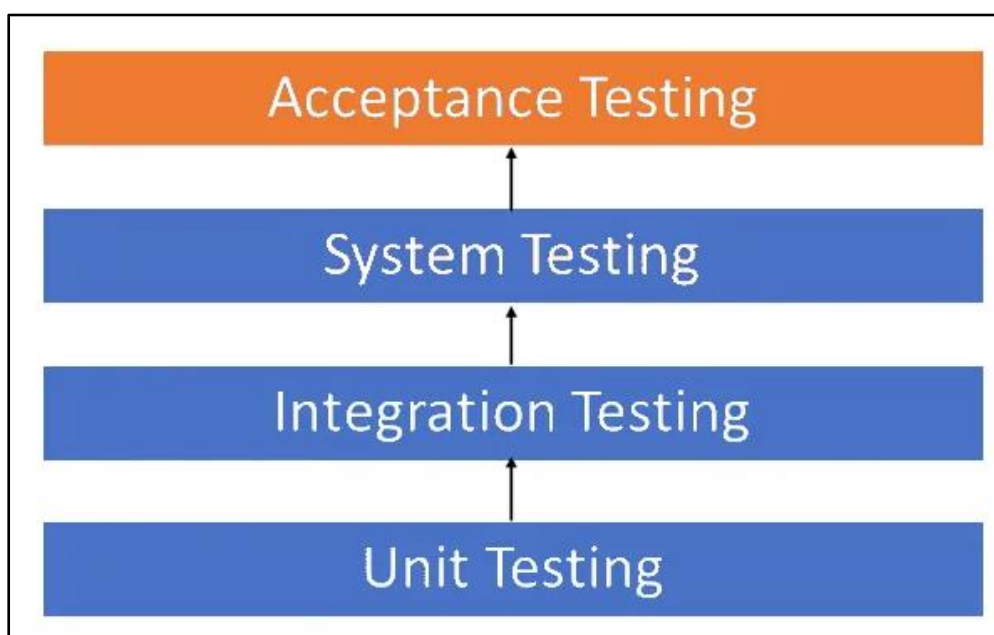 Acceptance Testing
System Testing
Integration Testing
Unit Testing